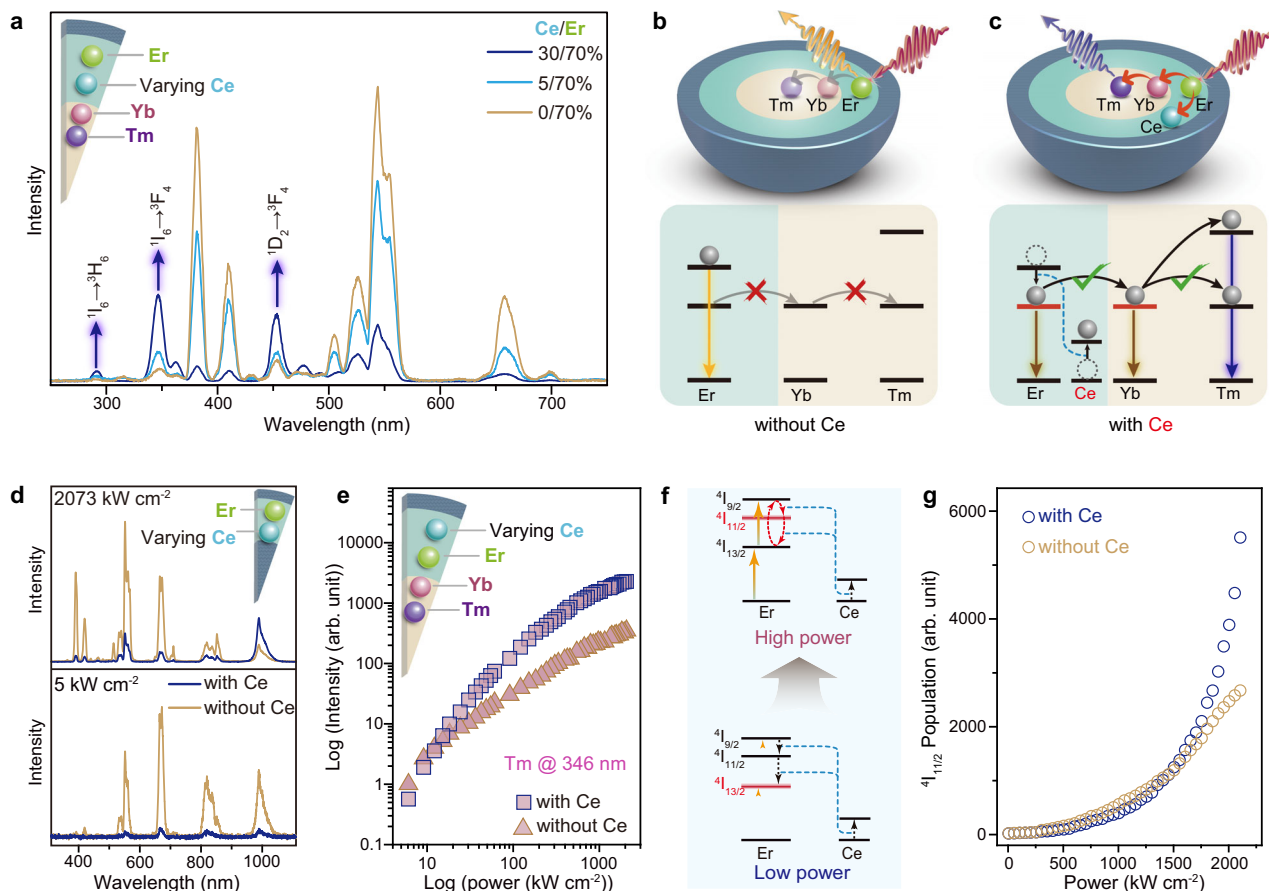 a
Er
Varying Ce
Yb
Tm
Ce/Er
30/70%
5/70%
0/70%
¹I₆→³H₆
¹I₆→³F₄
¹D₂→³F₄
Intensity
300
400
500
600
700
Wavelength (nm)
b
Tm
Yb
Er
Er
Yb
Tm
without Ce
c
Tm
Yb
Er
Ce
Er
Ce
Yb
Tm
with Ce
d
2073 kW cm⁻²
Er
Varying Ce
Intensity
5 kW cm⁻²
with Ce
without Ce
Intensity
400
600
800
1000
Wavelength (nm)
e
Varying Ce
Er
Yb
Tm
Log (Intensity (arb. unit))
10000
1000
100
10
1
0.1
Tm @ 346 nm
with Ce
without Ce
10
100
1000
Log (power (kW cm⁻²)
f
⁴I₉/₂
⁴I₁₁/₂
⁴I₁₃/₂
Er
Ce
High power
⁴I₉/₂
⁴I₁₁/₂
⁴I₁₃/₂
Er
Ce
Low power
g
with Ce
without Ce
⁴I₁₁/₂ Population (arb. unit)
6000
4000
2000
0
0
500
1000
1500
2000
Power (kW cm⁻²)